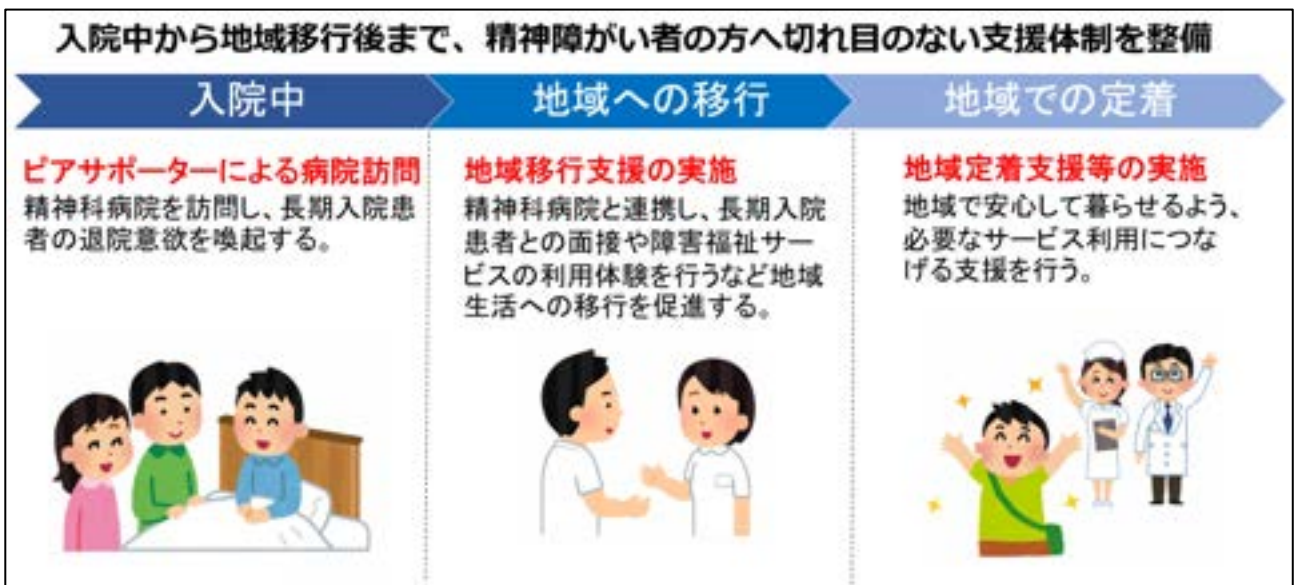 入院中から地域移行後まで、精神障がい者の方へ切れ目のない支援体制を整備
入院中
地域への移行
地域での定着
ピアサポーターによる病院訪問
精神科病院を訪問し、長期入院患
者の退院意欲を喚起する。
地域移行支援の実施
精神科病院と連携し、長期入院
患者との面接や障害福祉サー
ビスの利用体験を行うなど地域
生活への移行を促進する。
地域定着支援等の実施
地域で安心して暮らせるよう、
必要なサービス利用につな
げる支援を行う。